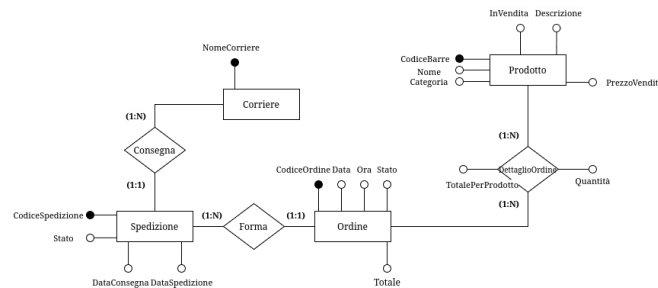 InVendita Descrizione
NomeCorriere
CodiceBarre
Nome
Categoria
Prodotto
PrezzoVendit
Corriere
(1:N)
(1:N)
Consegna
CodiceOrdine Data Ora Stato
DettaglioOrdine
TotalePerProdotto
Quantità
(1:1)
(1:N)
CodiceSpedizione
(1:N)
(1:1)
Spedizione
Forma
Ordine
Stato
DataConsegna DataSpedizione
Totale